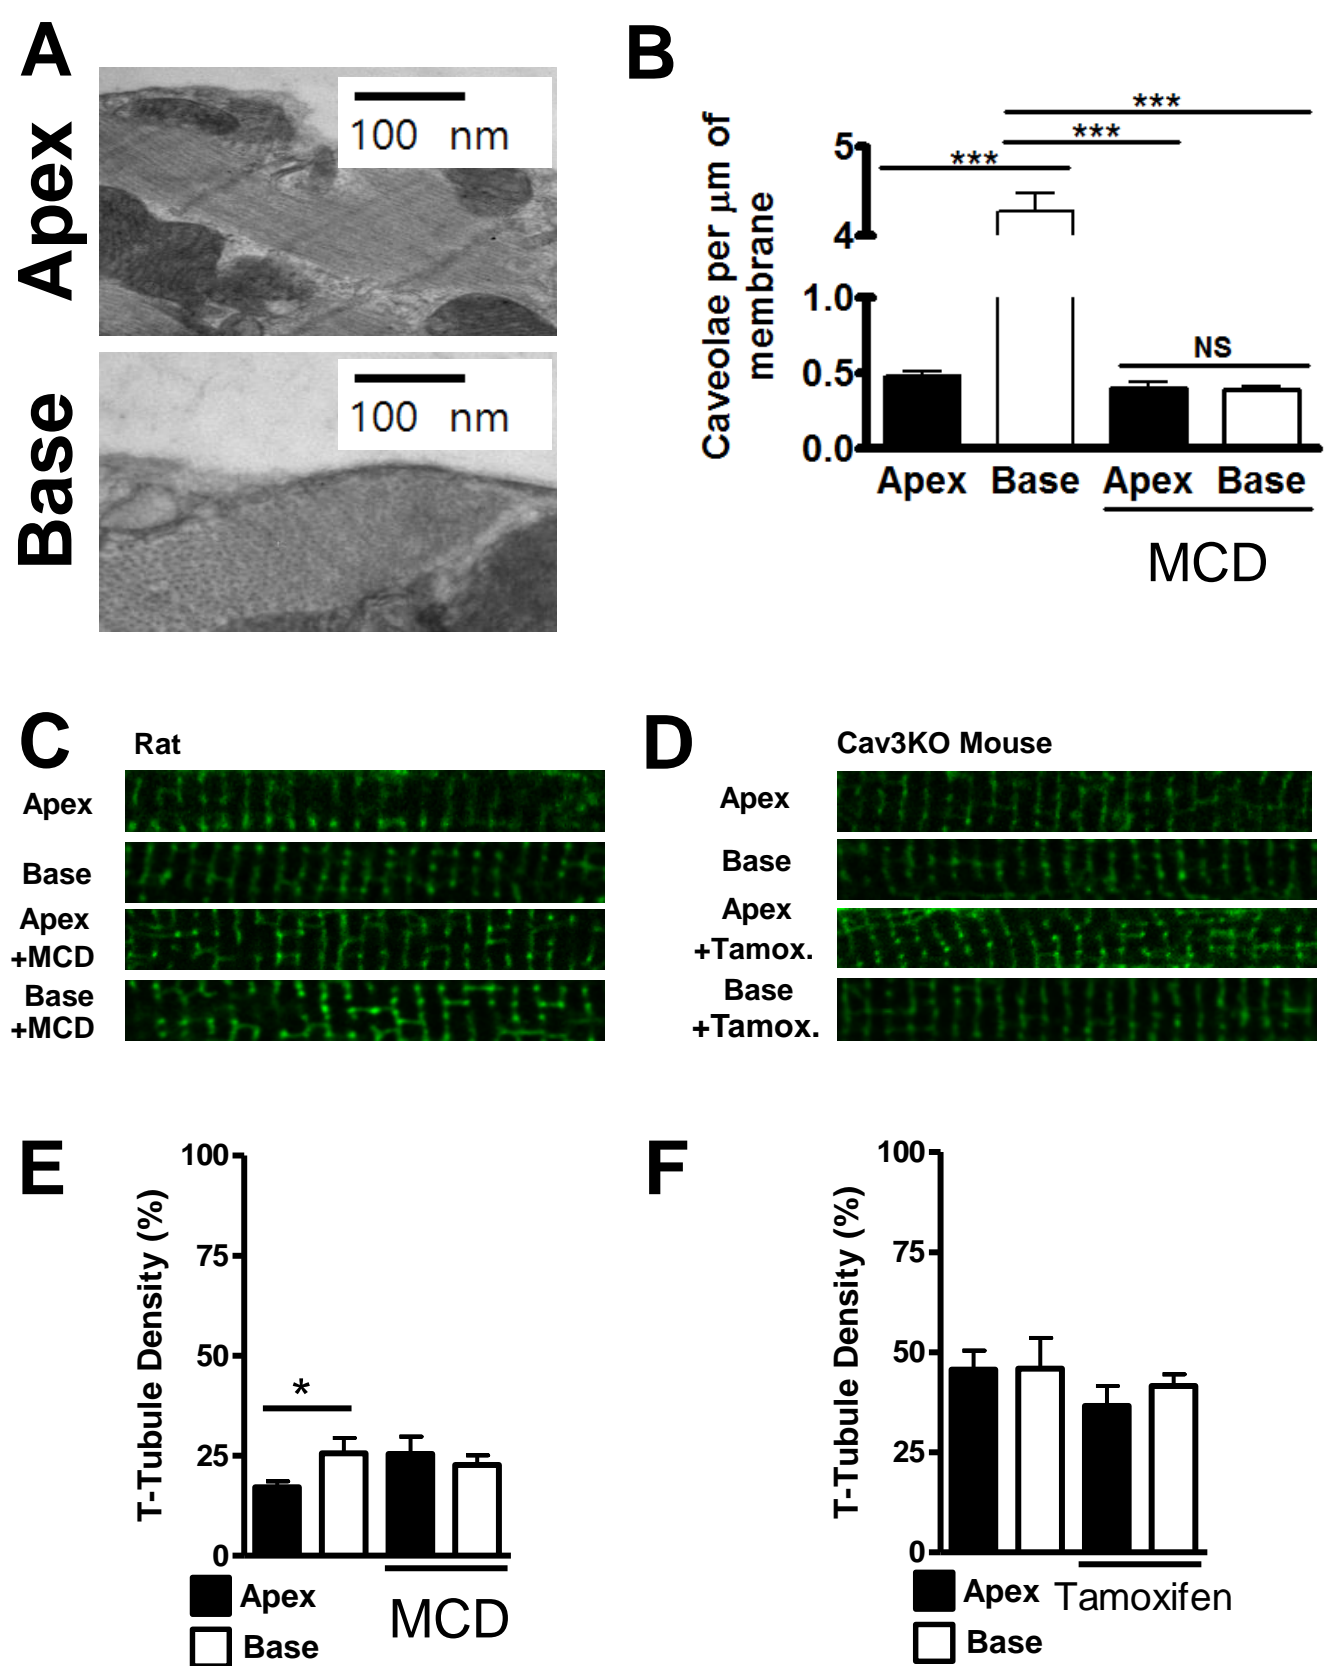 A
Apex
100 nm
Base
100 nm
B
Caveolae per μm of
membrane
5
4
1.0
0.5
0.0
***
***
***
NS
Apex Base Apex Base
MCD
C
Rat
Apex
Base
Apex
+MCD
Base
+MCD
D
Cav3KO Mouse
Apex
Base
Apex
+Tamox.
Base
+Tamox.
E
T-Tubule Density (%)
100
75
50
25
0
*
Apex
Base
MCD
F
T-Tubule Density (%)
100
75
50
25
0
Apex
Base
Tamoxifen